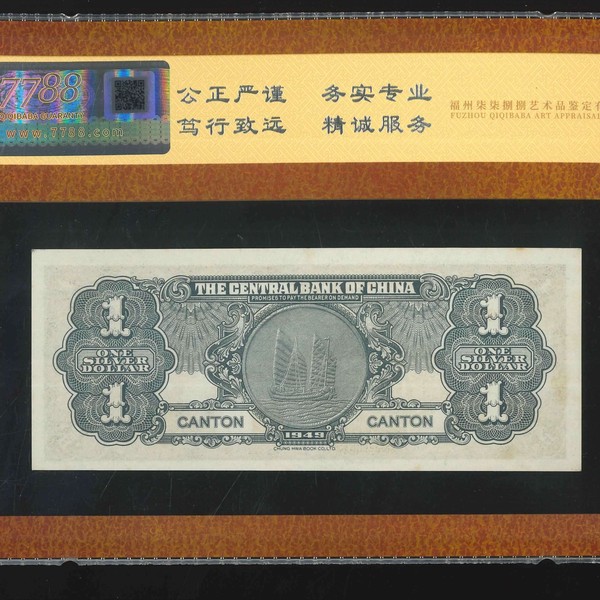 7788
QIQIBABA GUARANTY
www.7788.com
公正严谨 务实专业
笃行致远 精诚服务
福州柒柒捌捌艺术品鉴定有
FUZHOU QIQIBABA ART APPRAISAL
THE CENTRAL BANK OF CHINA
PROMISES TO PAY THE BEARER ON DEMAND
1 1
ONE SILVER DOLLAR ONE SILVER DOLLAR
1 1
CANTON CANTON
1949
CHUNG HWA BOOK CO., LTD